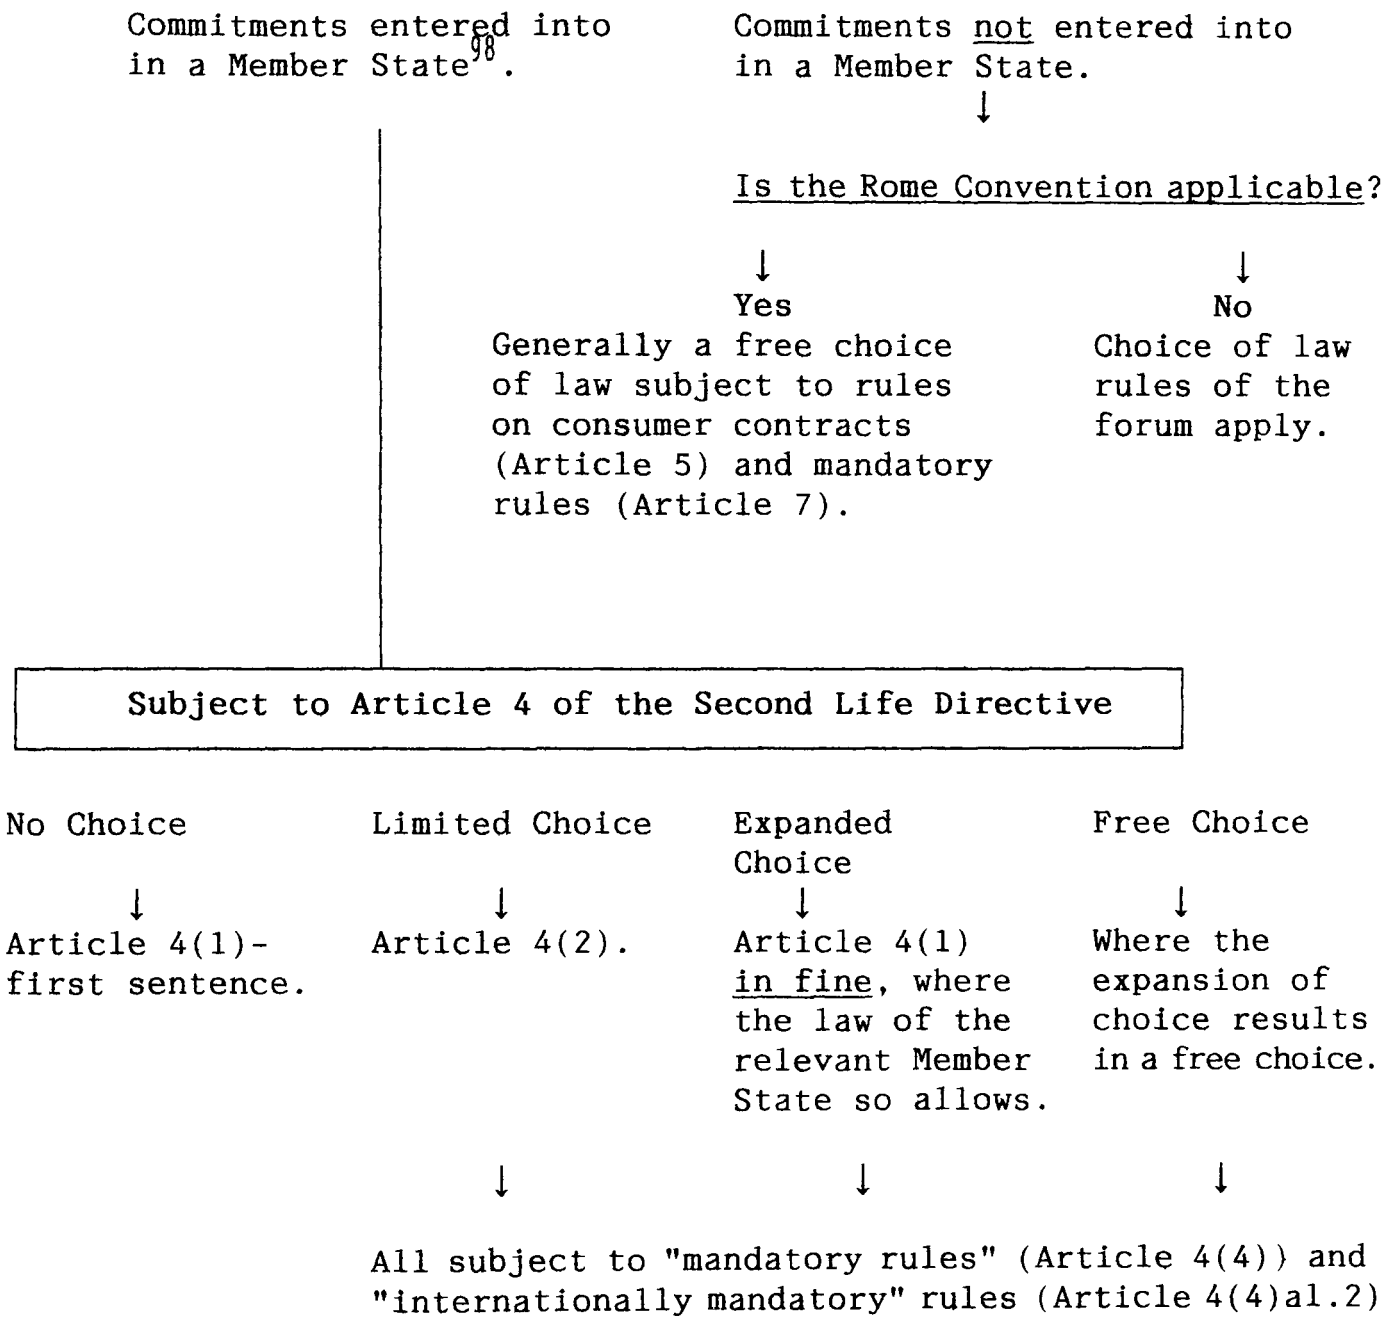 Commitments entered into
in a Member State98.
Commitments not entered into
in a Member State.
↓
Is the Rome Convention applicable?
↓
↓
Yes
Generally a free choice
of law subject to rules
on consumer contracts
(Article 5) and mandatory
rules (Article 7).
No
Choice of law
rules of the
forum apply.
Subject to Article 4 of the Second Life Directive
No Choice
↓
Article 4(1)-
first sentence.
Limited Choice
↓
Article 4(2).
Expanded
Choice
↓
Article 4(1)
in fine, where
the law of the
relevant Member
State so allows.
Free Choice
↓
Where the
expansion of
choice results
in a free choice.
↓
↓
↓
All subject to "mandatory rules" (Article 4(4)) and
"internationally mandatory" rules (Article 4(4)al.2)